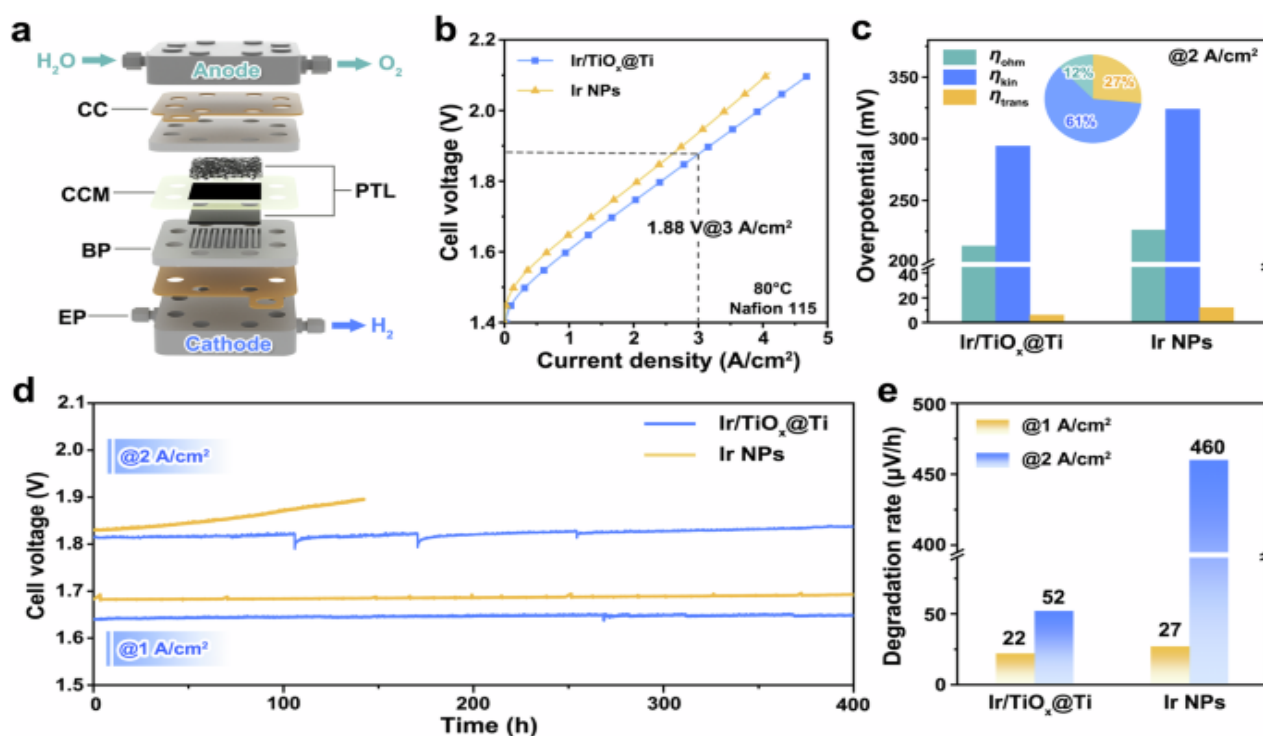 a
H₂O
Anode
O₂
CC
CCM
PTL
BP
EP
Cathode
H₂
b
Cell voltage (V)
2.2
2.0
1.8
1.6
1.4
Ir/TiOₓ@Ti
Ir NPs
1.88 V@3 A/cm²
80°C
Nafion 115
0 1 2 3 4 5
Current density (A/cm²)
c
Overpotential (mV)
350
300
250
200
40
20
0
ηohm
ηkin
ηtrans
@2 A/cm²
12%
27%
61%
Ir/TiOₓ@Ti Ir NPs
d
Cell voltage (V)
2.1
2.0
1.9
1.8
1.7
1.6
1.5
@2 A/cm²
Ir/TiOₓ@Ti
Ir NPs
@1 A/cm²
0 100 200 300 400
Time (h)
e
Degradation rate (µV/h)
500
450
400
50
0
@1 A/cm²
@2 A/cm²
22
52
27
460
Ir/TiOₓ@Ti Ir NPs